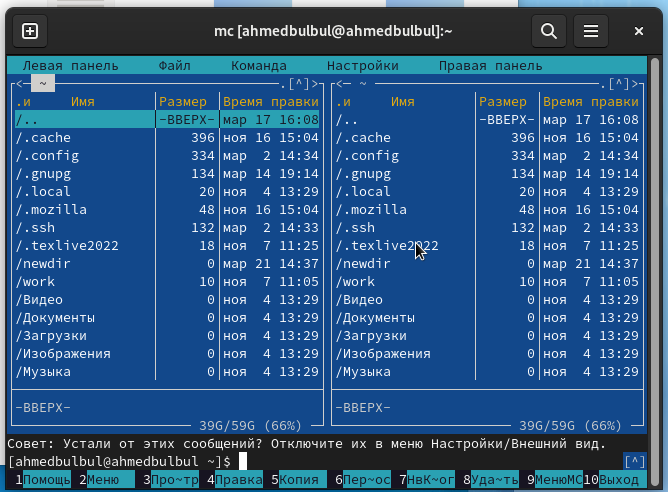 mc [ahmedbulbul@ahmedbulbul]:~
Левая панель Файл Команда Настройки Правая панель
<─ ~ .[^]> <─ ~ .[^]>
.и Имя Размер Время правки .и Имя Размер Время правки
/.. -ВВЕРХ- мар 17 16:08 /.. -ВВЕРХ- мар 17 16:08
/.cache 396 ноя 16 15:04 /.cache 396 ноя 16 15:04
/.config 334 мар 2 14:34 /.config 334 мар 2 14:34
/.gnupg 134 мар 14 19:14 /.gnupg 134 мар 14 19:14
/.local 20 ноя 4 13:29 /.local 20 ноя 4 13:29
/.mozilla 48 ноя 16 15:04 /.mozilla 48 ноя 16 15:04
/.ssh 132 мар 2 14:33 /.ssh 132 мар 2 14:33
/.texlive2022 18 ноя 7 11:25 /.texlive2022 18 ноя 7 11:25
/newdir 0 мар 21 14:37 /newdir 0 мар 21 14:37
/work 10 ноя 7 11:05 /work 10 ноя 7 11:05
/Видео 0 ноя 4 13:29 /Видео 0 ноя 4 13:29
/Документы 0 ноя 4 13:29 /Документы 0 ноя 4 13:29
/Загрузки 0 ноя 4 13:29 /Загрузки 0 ноя 4 13:29
/Изображения 0 ноя 4 13:29 /Изображения 0 ноя 4 13:29
/Музыка 0 ноя 4 13:29 /Музыка 0 ноя 4 13:29
-ВВЕРХ- -ВВЕРХ-
39G/59G (66%) 39G/59G (66%)
Совет: Устали от этих сообщений? Отключите их в меню Настройки/Внешний вид.
[ahmedbulbul@ahmedbulbul ~]$ [^]
1Помощь 2Меню 3Про~тр 4Правка 5Копия 6Пер~ос 7НвК~ог 8Уда~ть 9МенюMC 10Выход